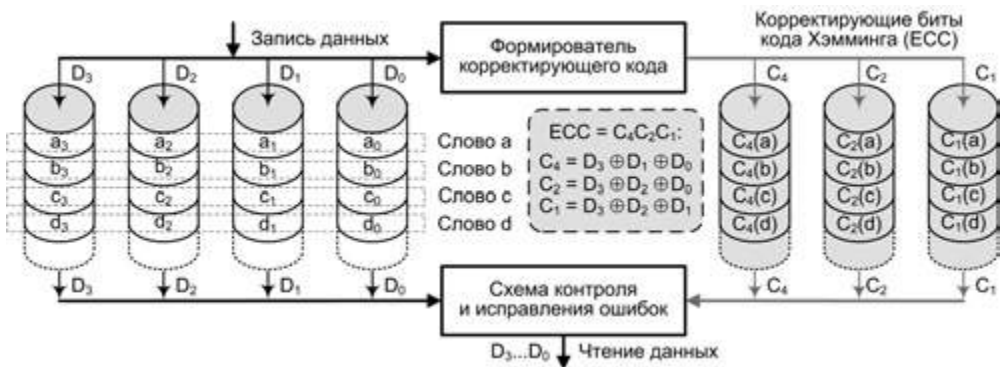 Запись данных
Формирователь
корректирующего кода
Корректирующие биты
кода Хэмминга (ECC)
D₃ D₂ D₁ D₀ C₄ C₂ C₁
a₃ a₂ a₁ a₀ Слово a C₄(a) C₂(a) C₁(a)
b₃ b₂ b₁ b₀ Слово b C₄(b) C₂(b) C₁(b)
c₃ c₂ c₁ c₀ Слово c C₄(c) C₂(c) C₁(c)
d₃ d₂ d₁ d₀ Слово d C₄(d) C₂(d) C₁(d)
ECC = C₄C₂C₁:
C₄ = D₃ ⊕ D₁ ⊕ D₀
C₂ = D₃ ⊕ D₂ ⊕ D₀
C₁ = D₃ ⊕ D₂ ⊕ D₁
D₃ D₂ D₁ D₀ C₄ C₂ C₁
Схема контроля
и исправления ошибок
D₃...D₀ Чтение данных